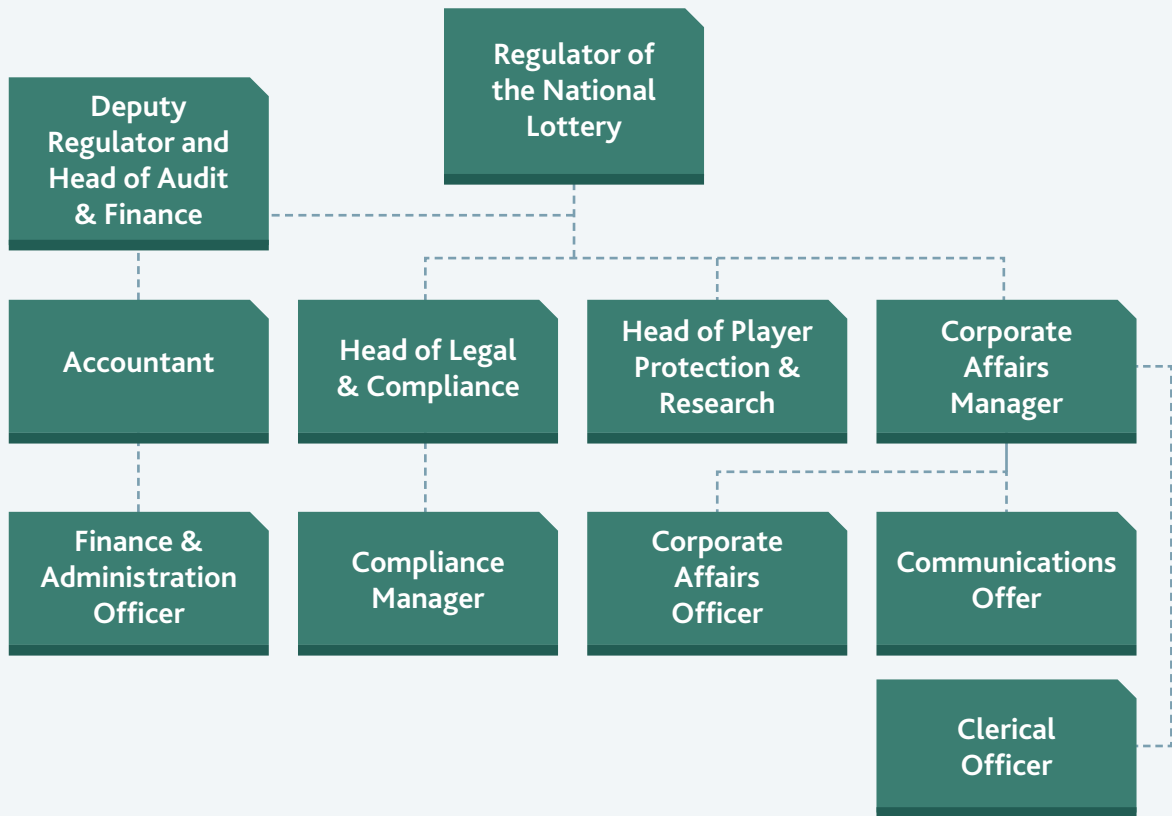 Regulator of
the National
Lottery
Deputy
Regulator and
Head of Audit
& Finance
Accountant
Head of Legal
& Compliance
Head of Player
Protection &
Research
Corporate
Affairs
Manager
Finance &
Administration
Officer
Compliance
Manager
Corporate
Affairs
Officer
Communications
Offer
Clerical
Officer